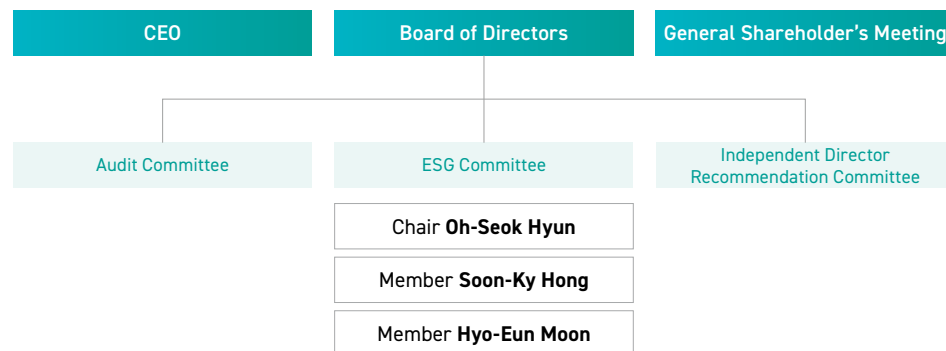 CEO
Board of Directors
General Shareholder's Meeting
Audit Committee
ESG Committee
Independent Director
Recommendation Committee
Chair Oh-Seok Hyun
Member Soon-Ky Hong
Member Hyo-Eun Moon